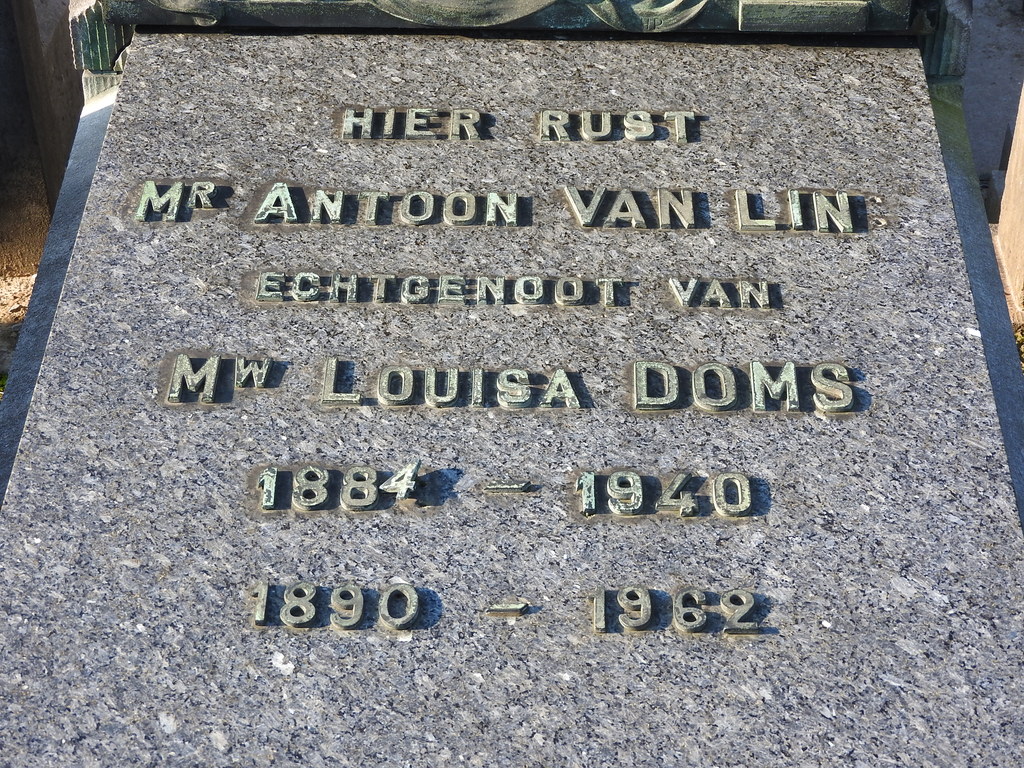 HIER RUST
MR ANTOON VAN LIN
ECHTGENOOT VAN
MW LOUISA DOMS
1884 - 1940
1890 - 1962